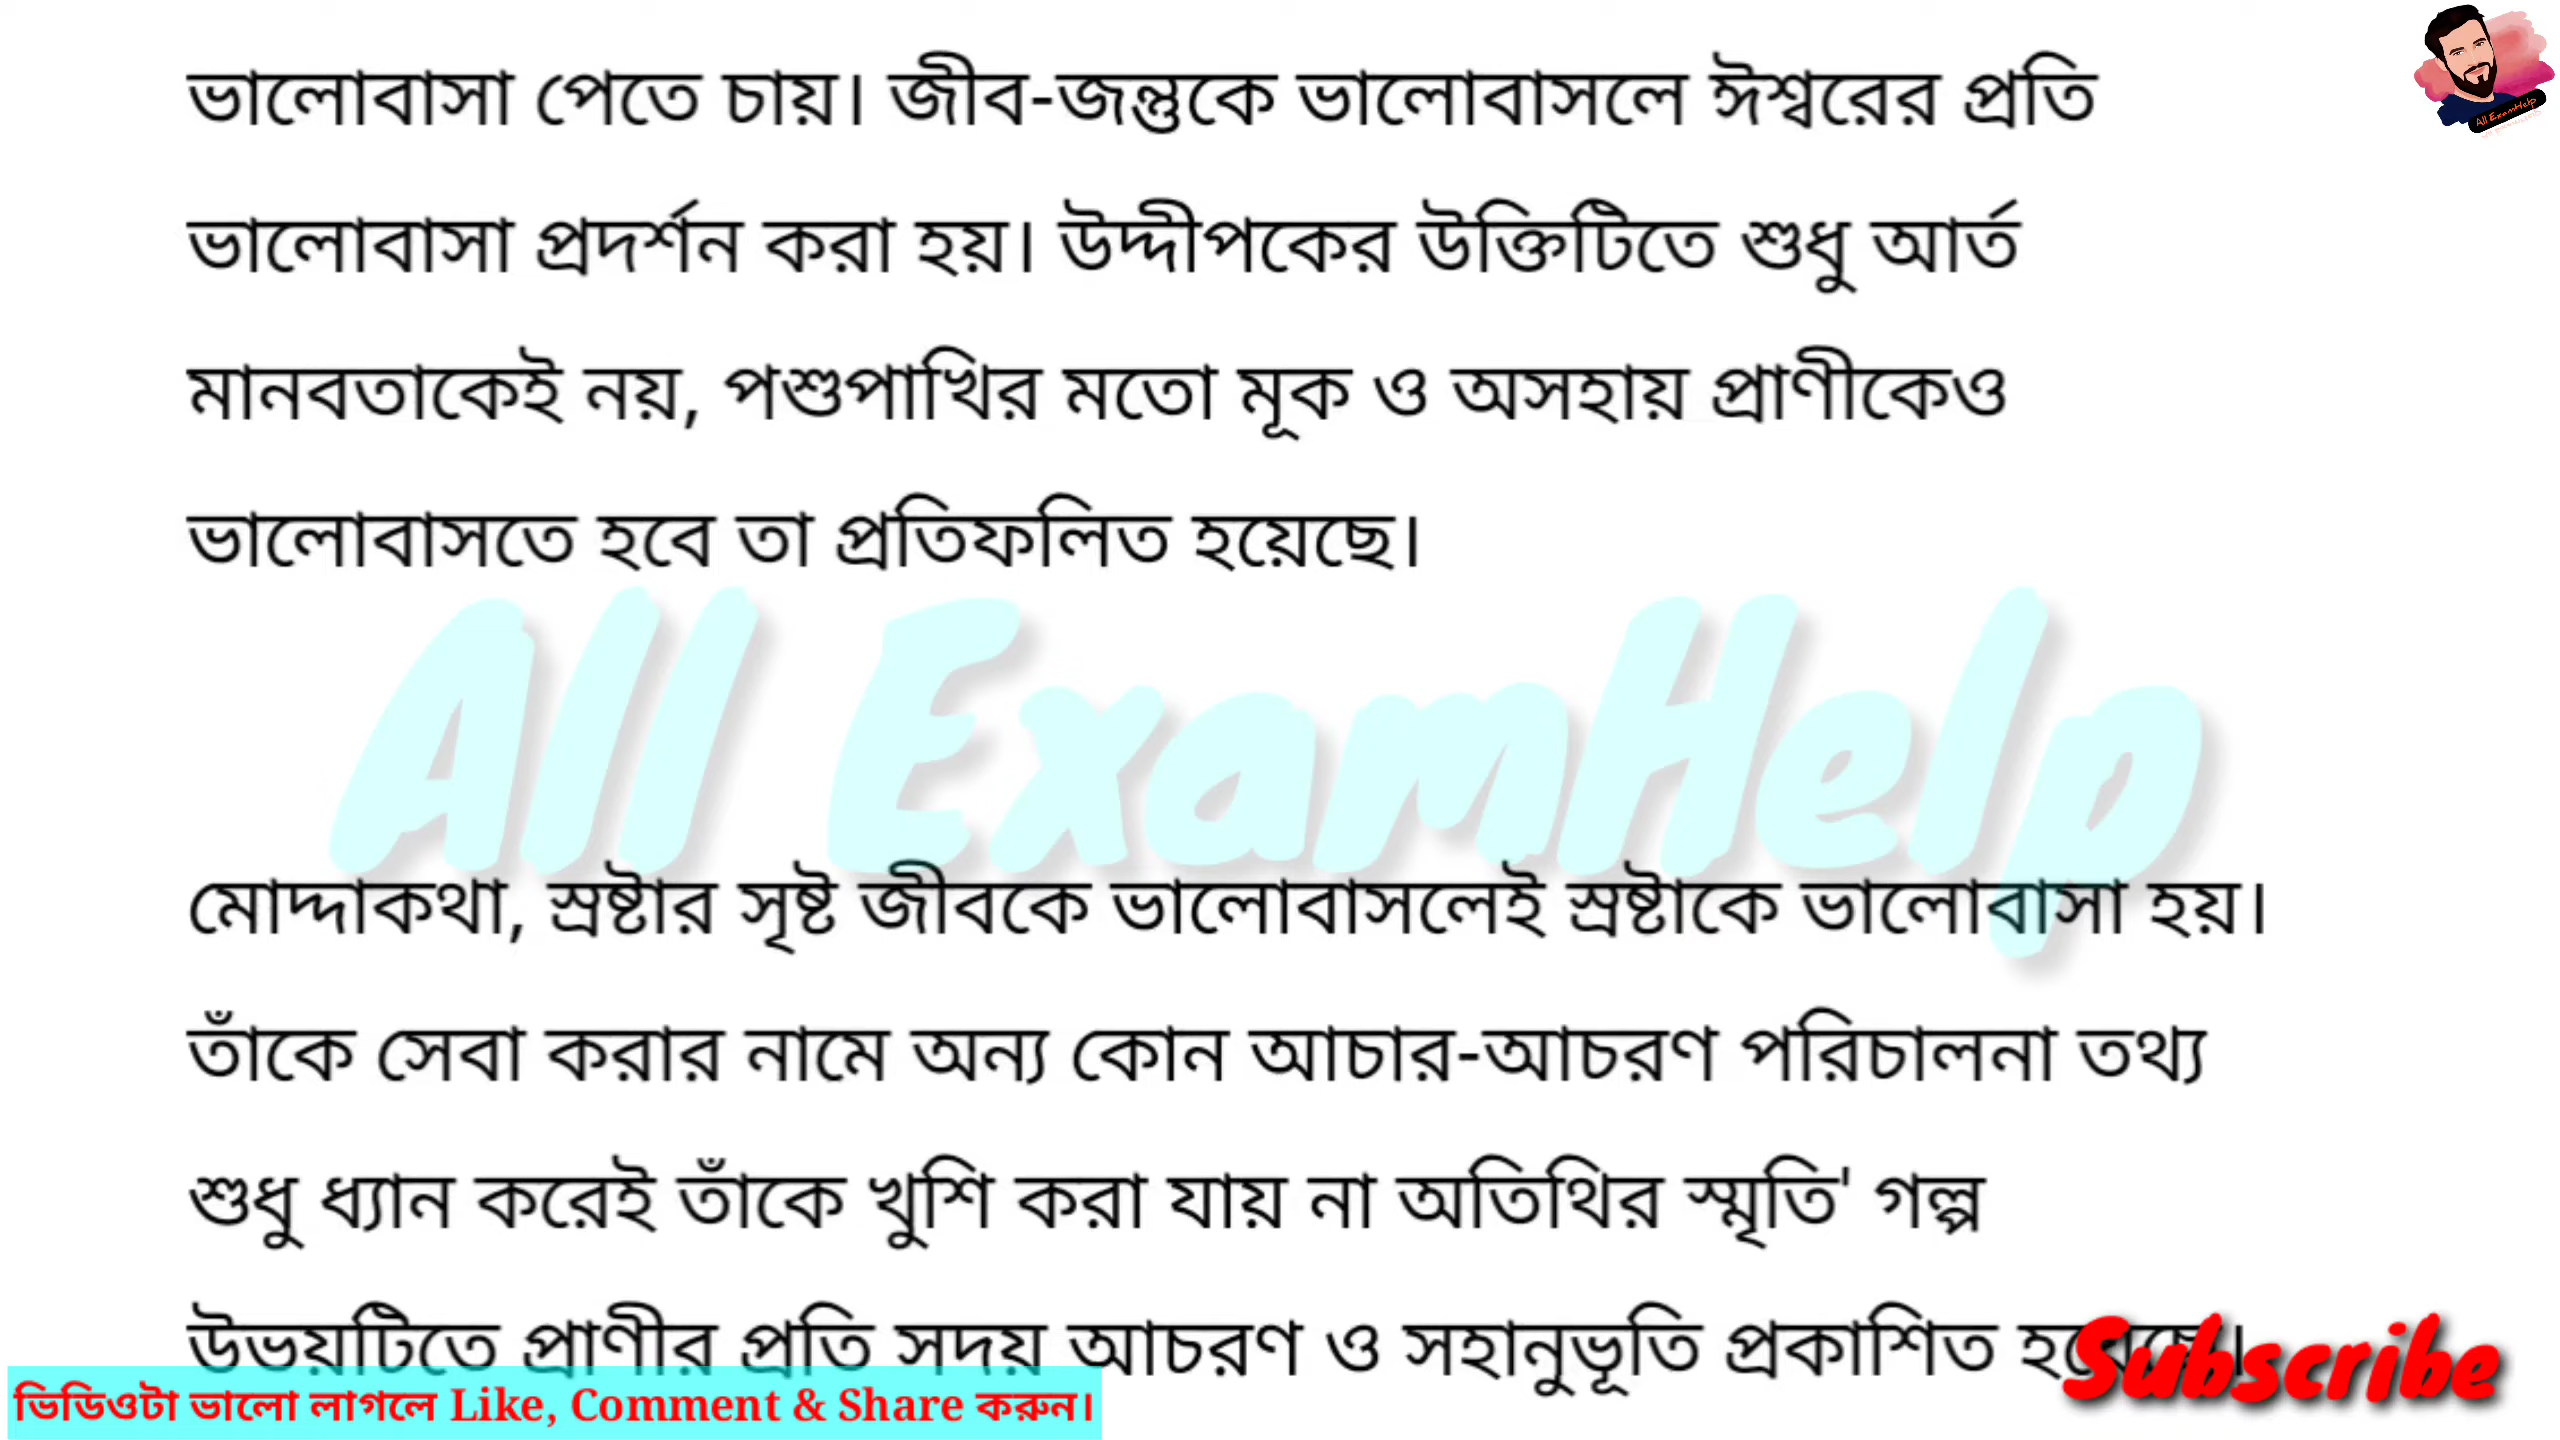 ভালোবাসা পেতে চায়। জীব-জন্তুকে ভালোবাসলে ঈশ্বরের প্রতি
All ExamHelp
ভালোবাসা প্রদর্শন করা হয়। উদ্দীপকের উক্তিটিতে শুধু আর্ত
মানবতাকেই নয়, পশুপাখির মতো মূক ও অসহায় প্রাণীকেও
ভালোবাসতে হবে তা প্রতিফলিত হয়েছে।
All ExamHelp
মোদ্দাকথা, স্রষ্টার সৃষ্ট জীবকে ভালোবাসলেই স্রষ্টাকে ভালোবাসা হয়।
তাঁকে সেবা করার নামে অন্য কোন আচার-আচরণ পরিচালনা তথ্য
শুধু ধ্যান করেই তাঁকে খুশি করা যায় না অতিথির স্মৃতি' গল্প
উভয়টিতে প্রাণীর প্রতি সদয় আচরণ ও সহানুভূতি প্রকাশিত
Subscribe
ভিডিওটা ভালো লাগলে Like, Comment & Share করুন।